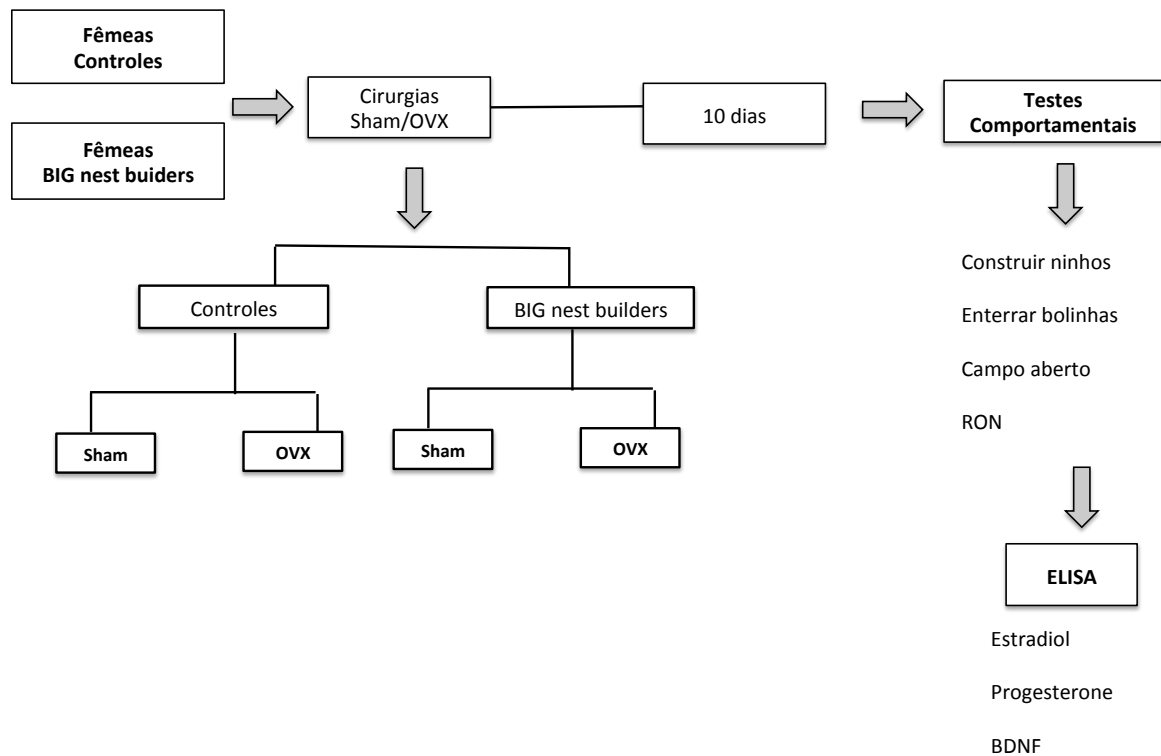 Fêmeas
Controles
Fêmeas
BIG nest buiders
Cirurgias
Sham/OVX
10 dias
Testes
Comportamentais
Controles
BIG nest builders
Sham
OVX
Sham
OVX
Construir ninhos
Enterrar bolinhas
Campo aberto
RON
ELISA
Estradiol
Progesterone
BDNF